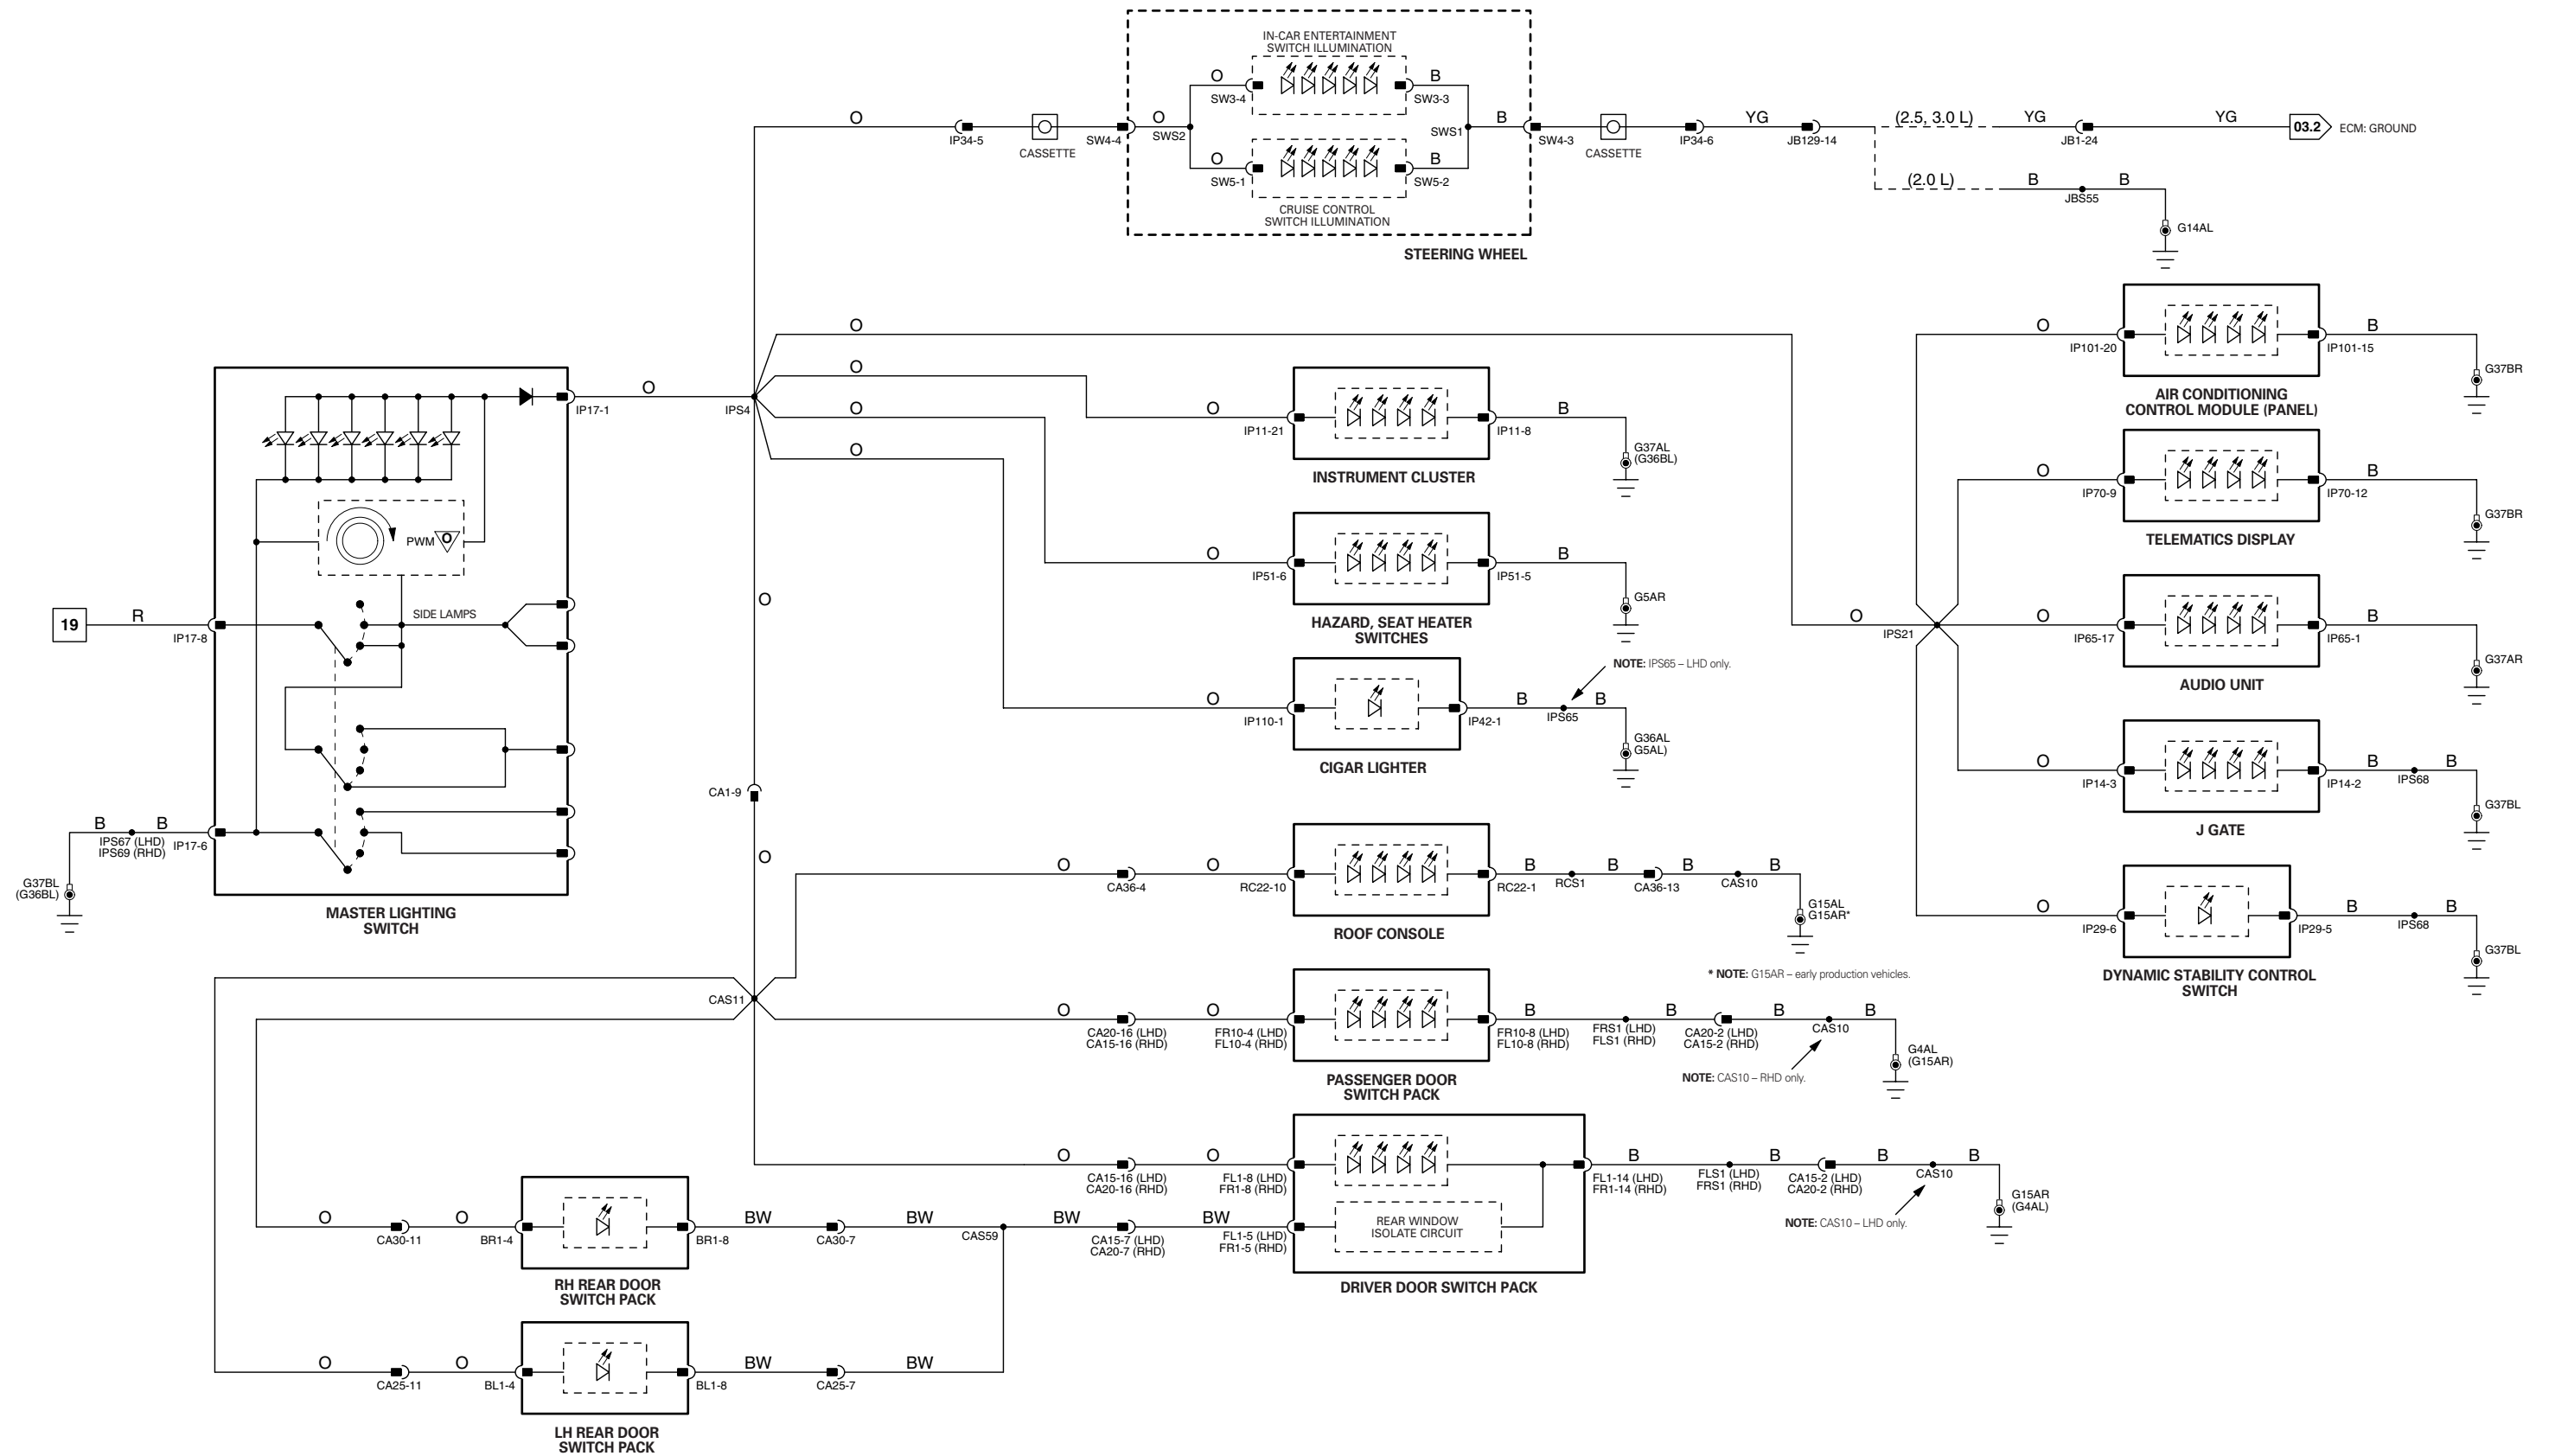 IN-CAR ENTERTAINMENT
SWITCH ILLUMINATION
O
B
SW3-4
SW3-3
O
IP34-5
CASSETTE
SW4-4
O
SWS2
SWS1
B
SW4-3
CASSETTE
IP34-6
YG
JB129-14
(2.5, 3.0 L)
YG
JB1-24
YG
03.2
ECM: GROUND
O
B
SW5-1
SW5-2
CRUISE CONTROL
SWITCH ILLUMINATION
STEERING WHEEL
(2.0 L)
B
JBS55
B
G14AL
O
O
IP101-20
B
IP101-15
G37BR
AIR CONDITIONING
CONTROL MODULE (PANEL)
O
IP17-1
IPS4
O
O
O
O
IP11-21
B
IP11-8
G37AL
(G36BL)
INSTRUMENT CLUSTER
O
IP70-9
B
IP70-12
G37BR
TELEMATICS DISPLAY
PWM
O
O
IP51-6
B
IP51-5
G5AR
HAZARD, SEAT HEATER
SWITCHES
19
R
IP17-8
SIDE LAMPS
O
O
IPS21
O
IP65-17
B
IP65-1
G37AR
AUDIO UNIT
NOTE: IPS65 – LHD only.
O
IP110-1
B
IP42-1
IPS65
B
G36AL
G5AL)
CIGAR LIGHTER
O
IP14-3
B
IP14-2
IPS68
B
G37BL
J GATE
CA1-9
B
B
IPS67 (LHD)
IPS69 (RHD)
IP17-6
G37BL
(G36BL)
MASTER LIGHTING
SWITCH
O
O
CA36-4
O
RC22-10
B
RC22-1
RCS1
B
CA36-13
B
CAS10
B
G15AL
G15AR*
ROOF CONSOLE
O
IP29-6
B
IP29-5
IPS68
B
G37BL
DYNAMIC STABILITY CONTROL
SWITCH
* NOTE: G15AR – early production vehicles.
CAS11
O
CA20-16 (LHD)
CA15-16 (RHD)
O
FR10-4 (LHD)
FL10-4 (RHD)
B
FR10-8 (LHD)
FL10-8 (RHD)
FRS1 (LHD)
FLS1 (RHD)
B
CA20-2 (LHD)
CA15-2 (RHD)
B
CAS10
B
G4AL
(G15AR)
NOTE: CAS10 – RHD only.
PASSENGER DOOR
SWITCH PACK
O
CA15-16 (LHD)
CA20-16 (RHD)
O
FL1-8 (LHD)
FR1-8 (RHD)
B
FL1-14 (LHD)
FR1-14 (RHD)
FLS1 (LHD)
FRS1 (RHD)
B
CA15-2 (LHD)
CA20-2 (RHD)
B
CAS10
B
G15AR
(G4AL)
NOTE: CAS10 – LHD only.
O
CA30-11
O
BR1-4
BW
BR1-8
CA30-7
BW
CAS59
BW
CA15-7 (LHD)
CA20-7 (RHD)
BW
FL1-5 (LHD)
FR1-5 (RHD)
REAR WINDOW
ISOLATE CIRCUIT
DRIVER DOOR SWITCH PACK
RH REAR DOOR
SWITCH PACK
O
CA25-11
O
BL1-4
BW
BL1-8
CA25-7
BW
LH REAR DOOR
SWITCH PACK